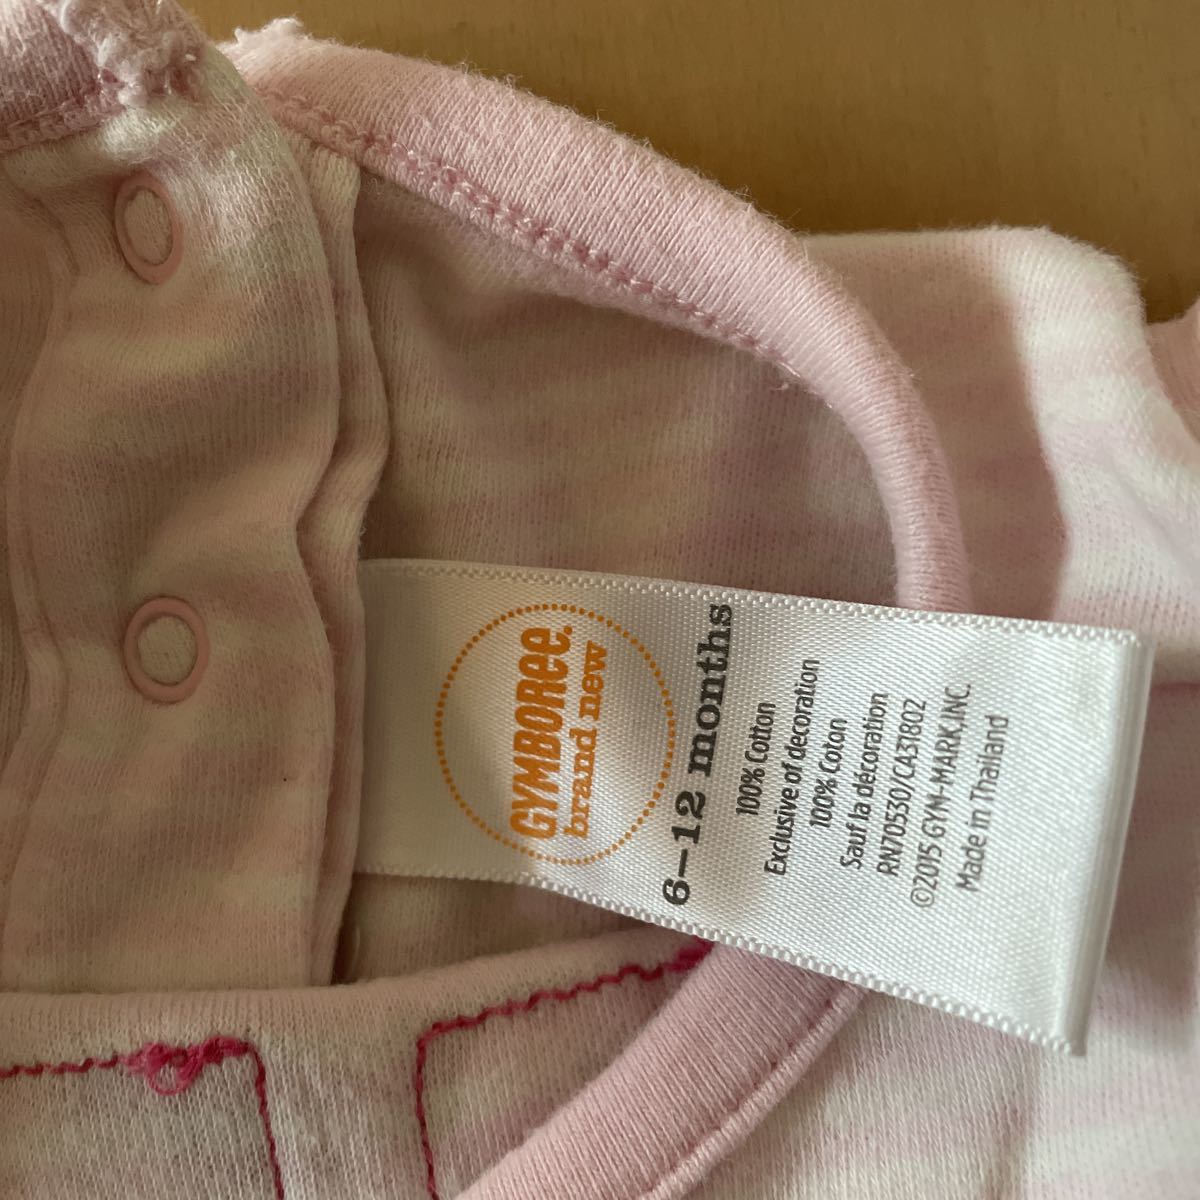 GYMBOREE.
brand new
6–12 months
100% Cotton
Exclusive of decoration
100% Coton
Sauf la décoration
RN70530/CA31802
©2015 GYM-MARK,INC.
Made in Thailand